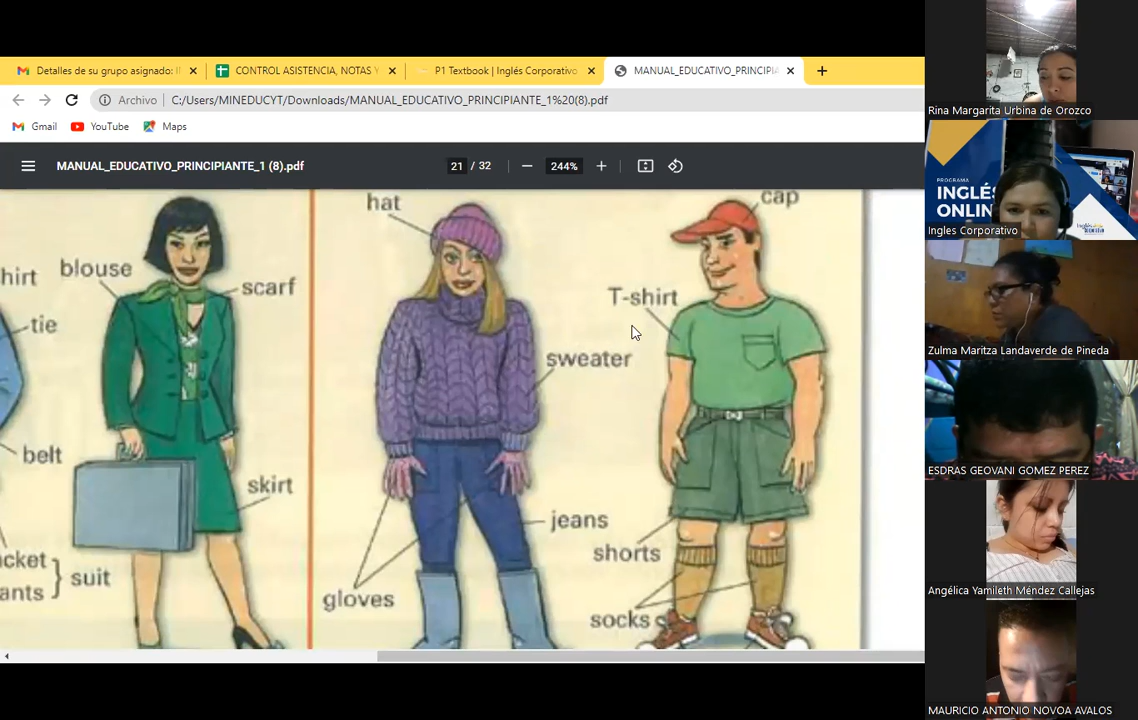 Detalles de su grupo asignado: I
CONTROL ASISTENCIA, NOTAS Y
P1 Textbook | Inglés Corporativo
MANUAL_EDUCATIVO_PRINCIPIA
Archivo
C:/Users/MINEDUCYT/Downloads/MANUAL_EDUCATIVO_PRINCIPIANTE_1%20(8).pdf
Gmail
YouTube
Maps
MANUAL_EDUCATIVO_PRINCIPIANTE_1 (8).pdf
21 / 32
244%
hirt
tie
belt
cket
ants
suit
blouse
scarf
skirt
hat
sweater
jeans
gloves
cap
T-shirt
shorts
socks
Rina Margarita Urbina de Orozco
PROGRAMA
INGLÉS
ONLIN
Ingles Corporativo
Zulma Maritza Landaverde de Pineda
ESDRAS GEOVANI GOMEZ PEREZ
Angélica Yamileth Méndez Callejas
MAURICIO ANTONIO NOVOA AVALOS